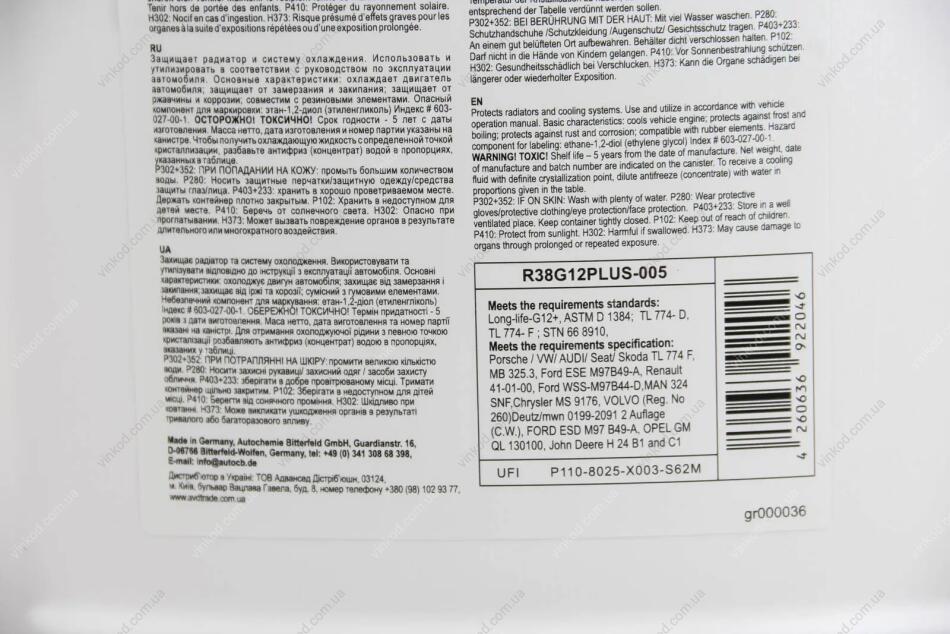 Tenir hors de portée des enfants. P410: Protéger du rayonnement solaire.
H302: Nocif en cas d'ingestion. H373: Risque présumé d'effets graves pour les
organes à la suite d'expositions répétées ou d'une exposition prolongée.
RU
Защищает радиатор и систему охлаждения. Использовать и
утилизировать в соответствии с руководством по эксплуатации
автомобиля. Основные характеристики: охлаждает двигатель
автомобиля; защищает от замерзания и закипания; защищает от
ржавчины и коррозии; совместим с резиновыми элементами. Опасный
компонент для маркировки: этан-1,2-диол (этиленгликоль) Индекс # 603-
027-00-1. ОСТОРОЖНО! ТОКСИЧНО! Срок годности - 5 лет с даты
изготовления. Масса нетто, дата изготовления и номер партии указаны на
канистре. Чтобы получить охлаждающую жидкость с определенной точкой
кристаллизации, разбавьте антифриз (концентрат) водой в пропорциях,
указанных в таблице.
P302+352: ПРИ ПОПАДАНИИ НА КОЖУ: промыть большим количеством
воды. P280: Носить защитные перчатки/защитную одежду/средства
защиты глаз/лица. P403+233: хранить в хорошо проветриваемом месте.
Держать контейнер плотно закрытым. P102: Хранить в недоступном для
детей месте. P410: Беречь от солнечного света. H302: Опасно при
проглатывании. H373: Может вызвать повреждение органов в результате
длительного или многократного воздействия.
UA
Захищає радіатор та систему охолодження. Використовувати та
утилізувати відповідно до інструкції з експлуатації автомобіля. Основні
характеристики: охолоджує двигун автомобіля; захищає від замерзання і
закипання; захищає від іржі та корозії; сумісний з гумовими елементами.
Небезпечний компонент для маркування: етан-1,2-диол (етиленгліколь)
Індекс # 603-027-00-1. ОБЕРЕЖНО! ТОКСИЧНО! Термін придатності - 5
років з дати виготовлення. Маса нетто, дата виготовлення та номер партії
вказані на каністрі. Для отримання охолоджуючої рідини з певною точкою
кристалізації розбавляють антифриз (концентрат) водою в пропорціях,
вказаних у таблиці.
P302+352: ПРИ ПОТРАПЛЯННІ НА ШКІРУ: промити великою кількістю
води. P280: Носити захисні рукавиці/ захисний одяг / засоби захисту
обличчя. P403+233: зберігати в добре провітрюваному місці. Тримати
контейнер щільно закритим. P102: Зберігати в недоступному для дітей
місці. P410: Берегти від сонячного проміння. H302: Шкідливо при
ковтанні. H373: Може викликати ушкодження органів в результаті
тривалого або багаторазового впливу.
Made in Germany, Autochemie Bitterfeld GmbH, Guardianstr. 16,
D-06766 Bitterfeld-Wolfen, Germany, tel: +49 (0) 341 308 68 398,
E-mail: info@autocb.de
Дистриб'ютор в Україні: ТОВ Адвансед Дістріб'юшн, 03124,
м. Київ, бульвар Вацлава Гавела, буд. 8, номер телефону +380 (98) 102 93 77,
www.avdtrade.com.ua
entsprechend der Tabelle verdünnt werden sollen.
P302+352: BEI BERÜHRUNG MIT DER HAUT: Mit viel Wasser waschen. P280:
Schutzhandschuhe /Schutzkleidung /Augenschutz/ Gesichtsschutz tragen. P403+233:
An einem gut belüfteten Ort aufbewahren. Behälter dicht verschlossen halten. P102:
Darf nicht in die Hände von Kindern gelangen. P410: Vor Sonnenbestrahlung schützen.
H302: Gesundheitsschädlich bei Verschlucken. H373: Kann die Organe schädigen bei
längerer oder wiederholter Exposition.
EN
Protects radiators and cooling systems. Use and utilize in accordance with vehicle
operation manual. Basic characteristics: cools vehicle engine; protects against frost and
boiling; protects against rust and corrosion; compatible with rubber elements. Hazard
component for labeling: ethane-1,2-diol (ethylene glycol) Index # 603-027-00-1.
WARNING! TOXIC! Shelf life – 5 years from the date of manufacture. Net weight, date
of manufacture and batch number are indicated on the canister. To receive a cooling
fluid with definite crystallization point, dilute antifreeze (concentrate) with water in
proportions given in the table.
P302+352: IF ON SKIN: Wash with plenty of water. P280: Wear protective
gloves/protective clothing/eye protection/face protection. P403+233: Store in a well
ventilated place. Keep container tightly closed. P102: Keep out of reach of children.
P410: Protect from sunlight. H302: Harmful if swallowed. H373: May cause damage to
organs through prolonged or repeated exposure.
R38G12PLUS-005
Meets the requirements standards:
Long-life-G12+, ASTM D 1384; TL 774- D,
TL 774- F ; STN 66 8910,
Meets the requirements specification:
Porsche / VW/ AUDI/ Seat/ Skoda TL 774 F,
MB 325.3, Ford ESE M97B49-A, Renault
41-01-00, Ford WSS-M97B44-D,MAN 324
SNF,Chrysler MS 9176, VOLVO (Reg. No
260)Deutz/mwn 0199-2091 2 Auflage
(C.W.), FORD ESD M97 B49-A, OPEL GM
QL 130100, John Deere H 24 B1 and C1
UFI P110-8025-X003-S62M
4 260636 922046
gr000036
vinkod.com.ua